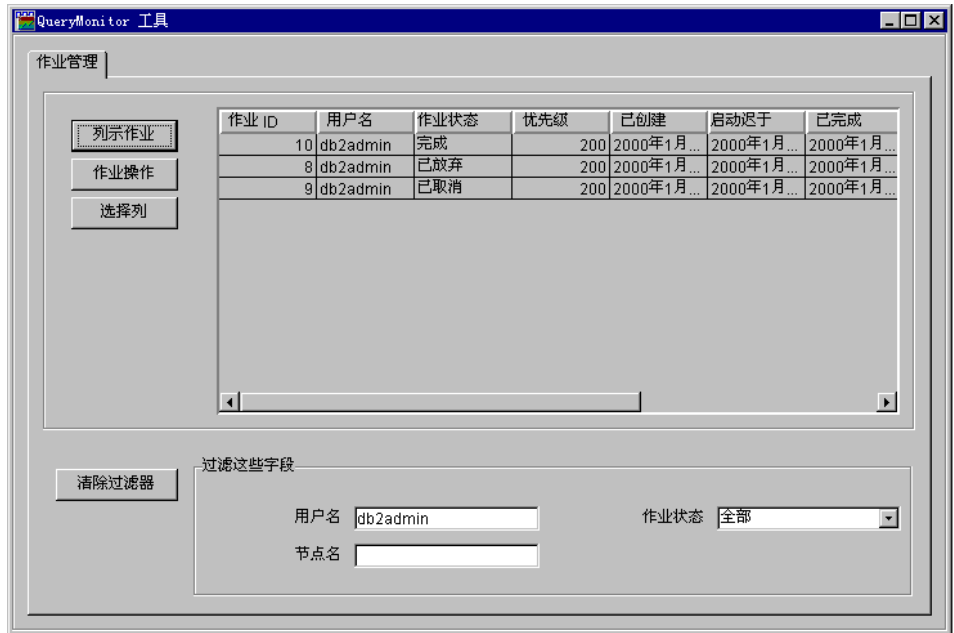 QueryMonitor 工具
作业管理
列示作业
作业操作
选择列
作业 ID 用户名 作业状态 优先级 已创建 启动迟于 已完成
10 db2admin 完成 200 2000年1月... 2000年1月... 2000年1月...
8 db2admin 已放弃 200 2000年1月... 2000年1月... 2000年1月...
9 db2admin 已取消 200 2000年1月... 2000年1月... 2000年1月...
清除过滤器
过滤这些字段
用户名 db2admin 作业状态 全部
节点名